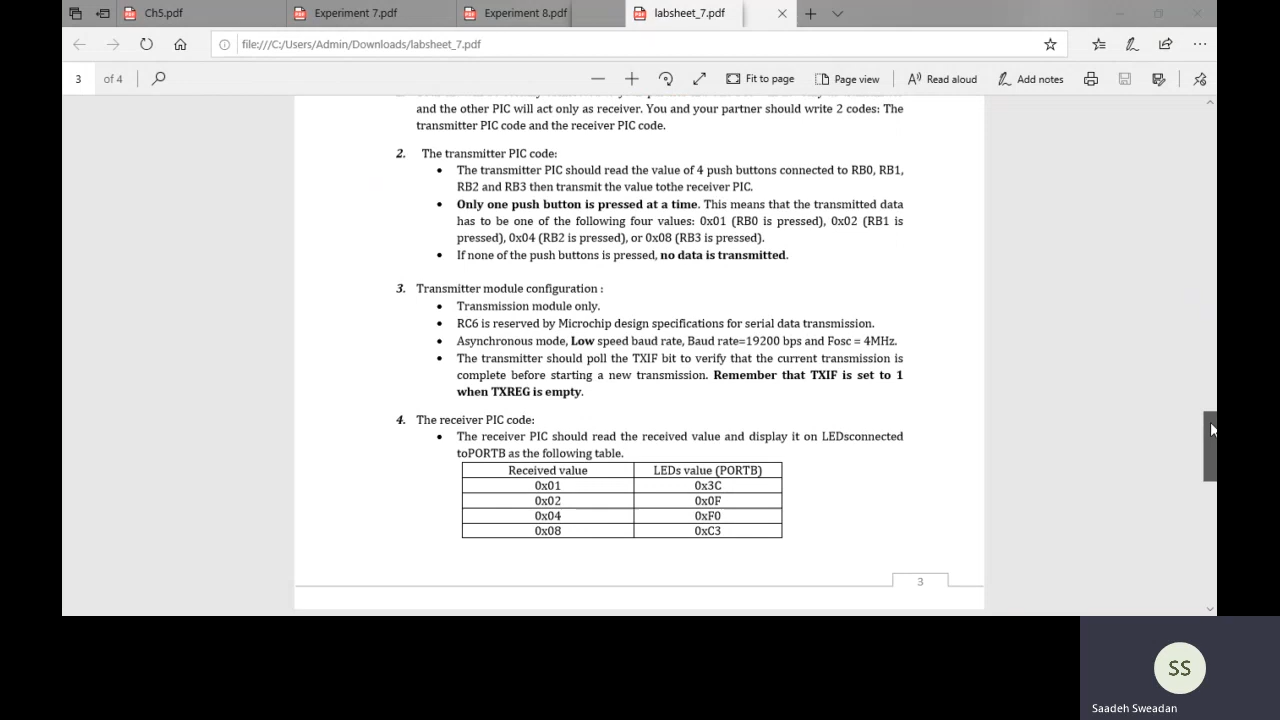 Ch5.pdf
Experiment 7.pdf
Experiment 8.pdf
labsheet_7.pdf
file:///C:/Users/Admin/Downloads/labsheet_7.pdf
3 of 4
Fit to page
Page view
Read aloud
Add notes
and the other PIC will act only as receiver. You and your partner should write 2 codes: The
transmitter PIC code and the receiver PIC code.
2. The transmitter PIC code:
• The transmitter PIC should read the value of 4 push buttons connected to RB0, RB1,
RB2 and RB3 then transmit the value tothe receiver PIC.
• Only one push button is pressed at a time. This means that the transmitted data
has to be one of the following four values: 0x01 (RB0 is pressed), 0x02 (RB1 is
pressed), 0x04 (RB2 is pressed), or 0x08 (RB3 is pressed).
• If none of the push buttons is pressed, no data is transmitted.
3. Transmitter module configuration :
• Transmission module only.
• RC6 is reserved by Microchip design specifications for serial data transmission.
• Asynchronous mode, Low speed baud rate, Baud rate=19200 bps and Fosc = 4MHz.
• The transmitter should poll the TXIF bit to verify that the current transmission is
complete before starting a new transmission. Remember that TXIF is set to 1
when TXREG is empty.
4. The receiver PIC code:
• The receiver PIC should read the received value and display it on LEDsconnected
toPORTB as the following table.
Received value LEDs value (PORTB)
0x01 0x3C
0x02 0x0F
0x04 0xF0
0x08 0xC3
3
SS
Saadeh Sweadan